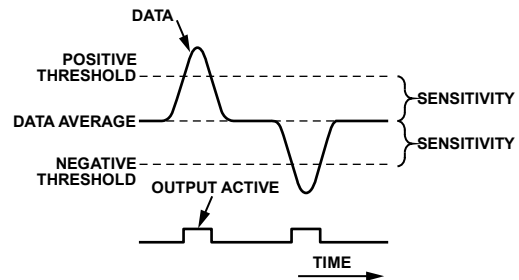 DATA
POSITIVE
THRESHOLD
SENSITIVITY
DATA AVERAGE
SENSITIVITY
NEGATIVE
THRESHOLD
OUTPUT ACTIVE
TIME